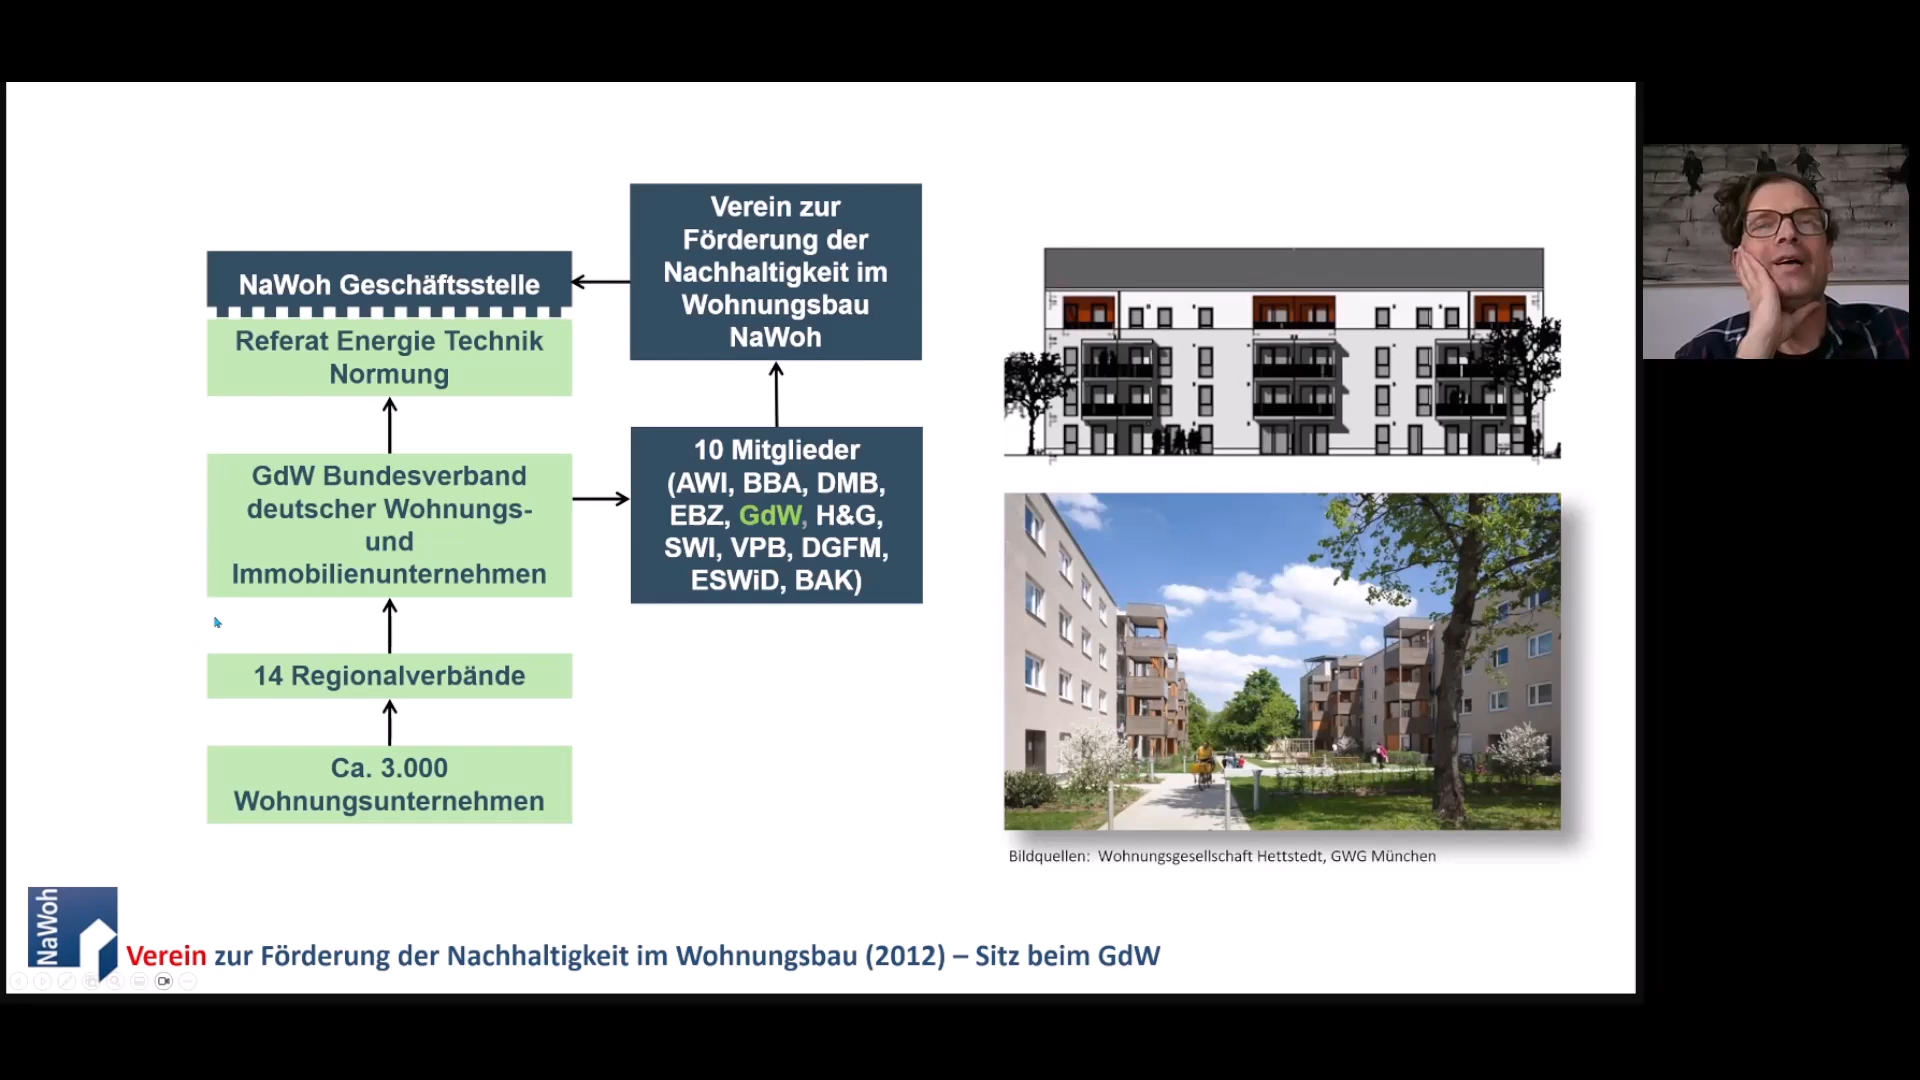 NaWoh Geschäftsstelle
Referat Energie Technik
Normung
GdW Bundesverband
deutscher Wohnungs-
und
Immobilienunternehmen
14 Regionalverbände
Ca. 3.000
Wohnungsunternehmen
Verein zur
Förderung der
Nachhaltigkeit im
Wohnungsbau
NaWoh
10 Mitglieder
(AWI, BBA, DMB,
EBZ, GdW, H&G,
SWI, VPB, DGFM,
ESWiD, BAK)
Bildquellen: Wohnungsgesellschaft Hettstedt, GWG München
NaWoh
Verein zur Förderung der Nachhaltigkeit im Wohnungsbau (2012) – Sitz beim GdW